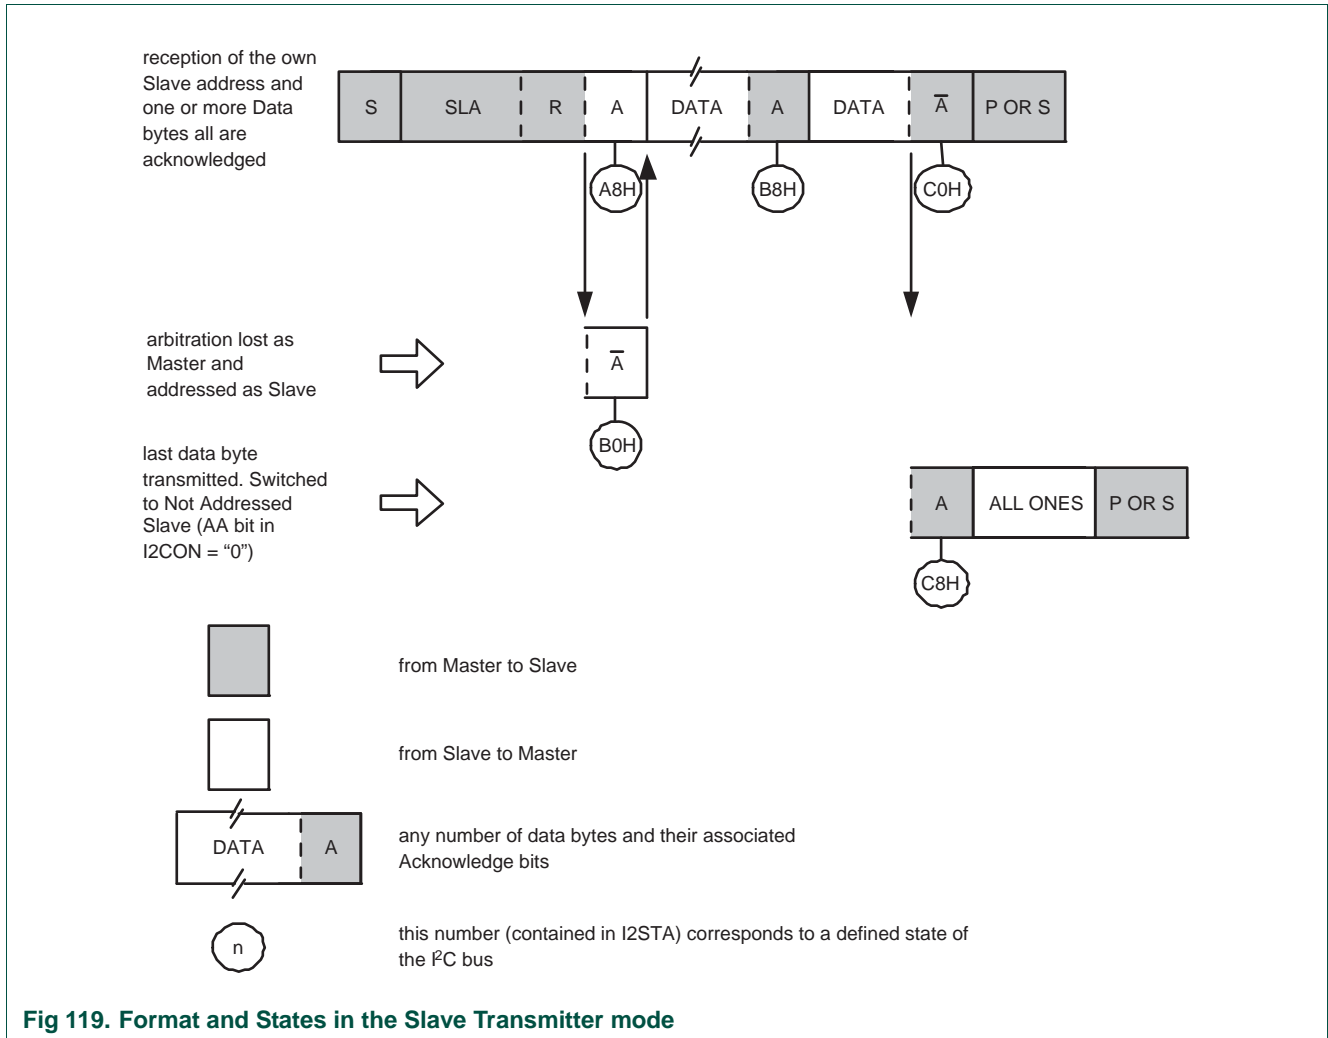 reception of the own
Slave address and
one or more Data
bytes all are
acknowledged
S SLA R A DATA A DATA A̅ P OR S
A8H B8H C0H
arbitration lost as
Master and
addressed as Slave
A̅
B0H
last data byte
transmitted. Switched
to Not Addressed
Slave (AA bit in
I2CON = “0”)
A ALL ONES P OR S
C8H
from Master to Slave
from Slave to Master
DATA A
any number of data bytes and their associated
Acknowledge bits
n
this number (contained in I2STA) corresponds to a defined state of
the I²C bus
Fig 119. Format and States in the Slave Transmitter mode